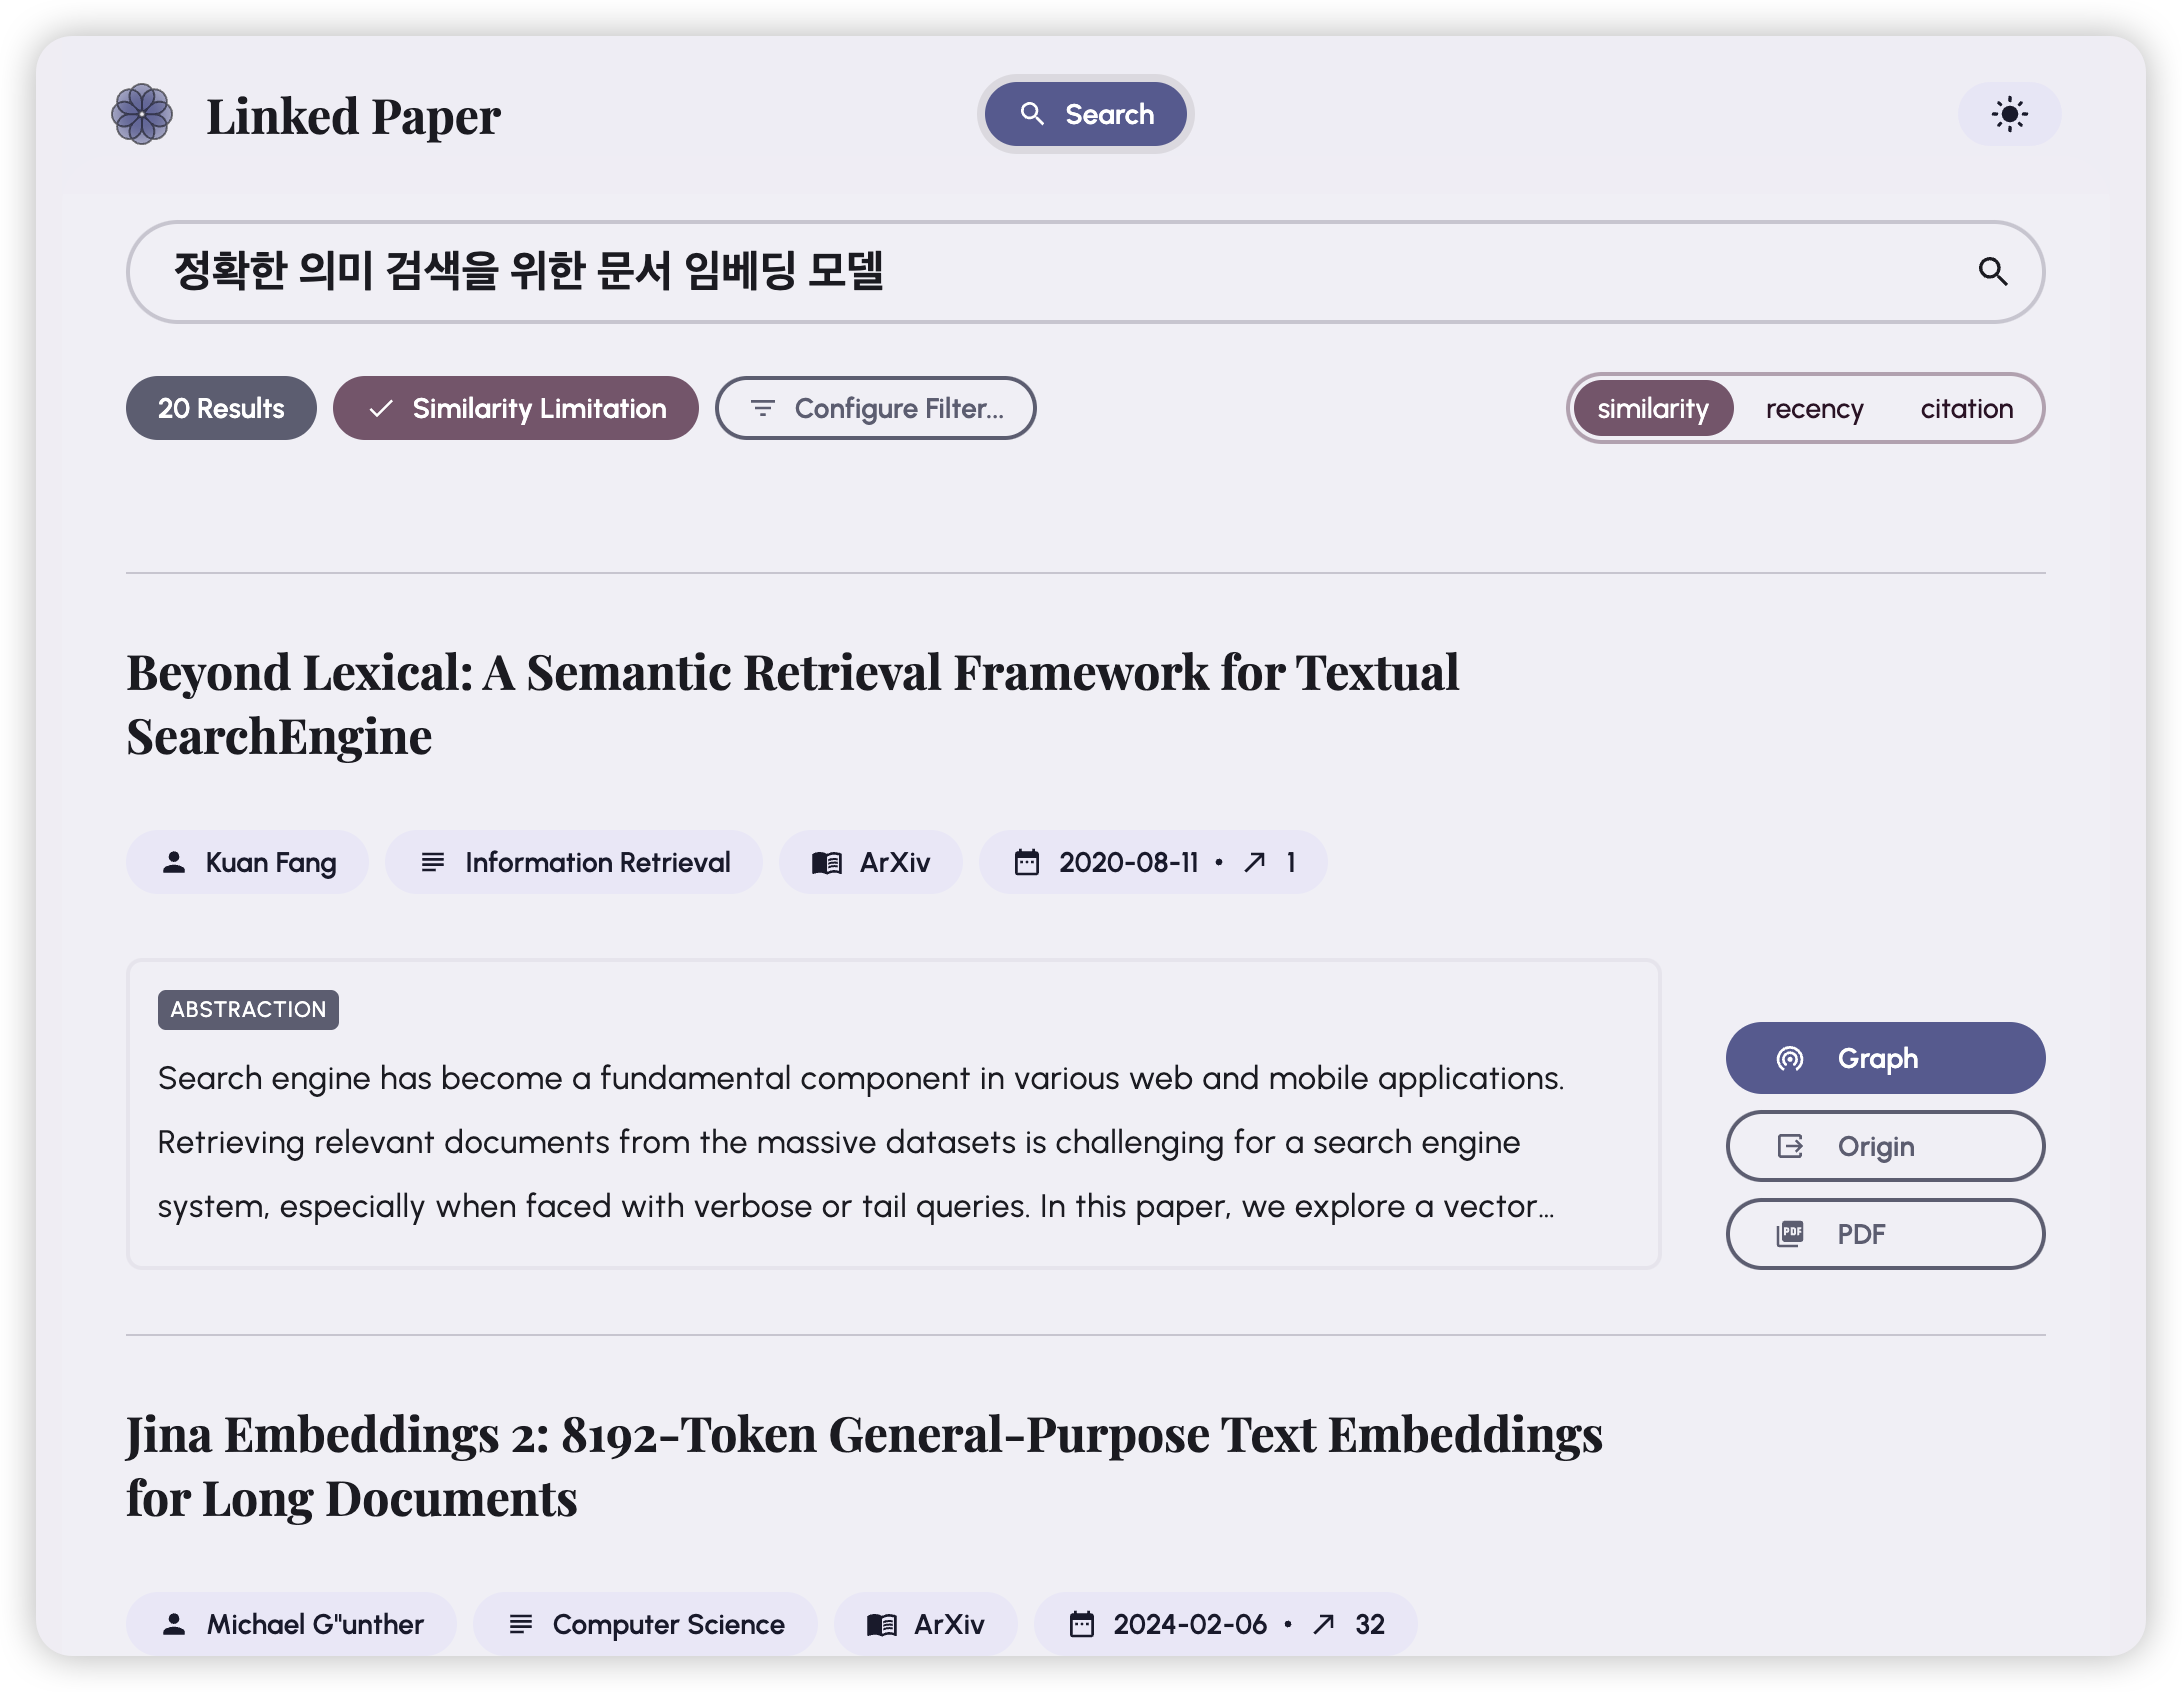 Linked Paper
Search
정확한 의미 검색을 위한 문서 임베딩 모델
20 Results
Similarity Limitation
Configure Filter...
similarity
recency
citation
Beyond Lexical: A Semantic Retrieval Framework for Textual
SearchEngine
Kuan Fang
Information Retrieval
ArXiv
2020-08-11 • 1
ABSTRACTION
Search engine has become a fundamental component in various web and mobile applications.
Retrieving relevant documents from the massive datasets is challenging for a search engine
system, especially when faced with verbose or tail queries. In this paper, we explore a vector...
Graph
Origin
PDF
Jina Embeddings 2: 8192-Token General-Purpose Text Embeddings
for Long Documents
Michael G"unther
Computer Science
ArXiv
2024-02-06 • 32